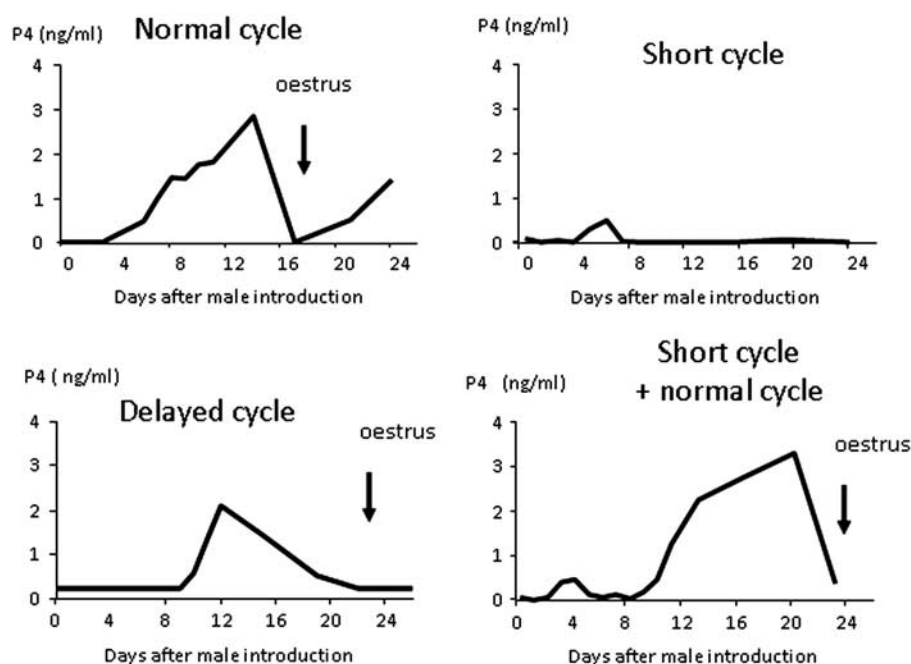 P4 (ng/ml)
Normal cycle
4
3
2
1
0
oestrus
0 4 8 12 16 20 24
Days after male introduction
P4 (ng/ml)
Short cycle
4
3
2
1
0
0 4 8 12 16 20 24
Days after male introduction
P4 ( ng/ml)
Delayed cycle
4
3
2
1
0
oestrus
0 4 8 12 16 20 24
Days after male introduction
Short cycle
+ normal cycle
P4 (ng/ml)
4
3
2
1
0
oestrus
0 4 8 12 16 20 24
Days after male introduction